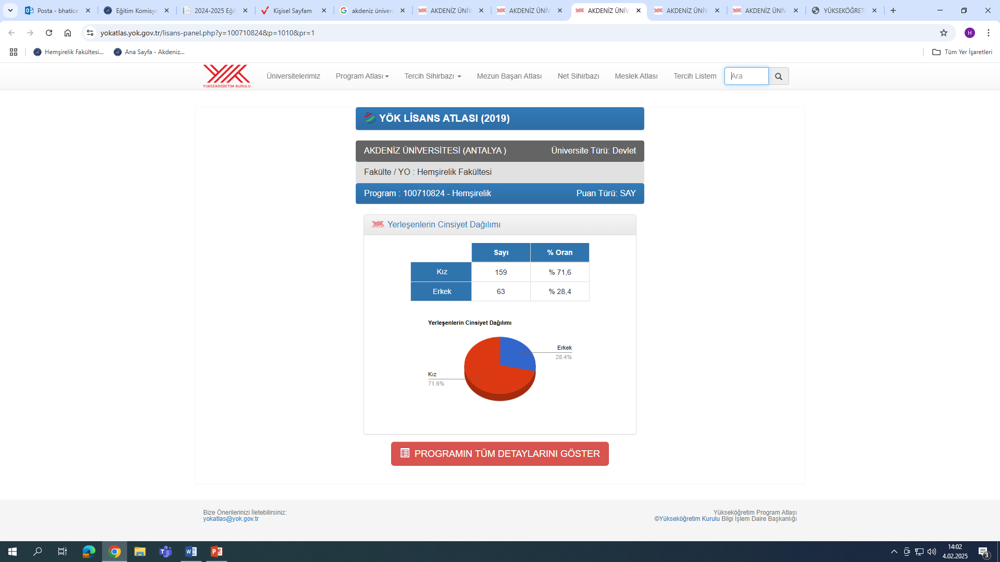 Posta - bhatice
Eğitim Komisyo
2024-2025 Eğit
Kişisel Sayfam
akdeniz üniver
AKDENİZ ÜNİV
AKDENİZ ÜNİV
AKDENİZ ÜNİV
AKDENİZ ÜNİV
AKDENİZ ÜNİV
YÜKSEKÖĞRET
yokatlas.yok.gov.tr/lisans-panel.php?y=100710824&p=1010&pr=1
H
Hemşirelik Fakültesi...
Ana Sayfa - Akdeniz...
Tüm Yer İşaretleri
YÜKSEKÖĞRETİM KURULU
Üniversitelerimiz
Program Atlası
Tercih Sihirbazı
Mezun Başarı Atlası
Net Sihirbazı
Meslek Atlası
Tercih Listem
Ara
YÖK LİSANS ATLASI (2019)
AKDENİZ ÜNİVERSİTESİ (ANTALYA ) Üniversite Türü: Devlet
Fakülte / YO : Hemşirelik Fakültesi
Program : 100710824 - Hemşirelik Puan Türü: SAY
Yerleşenlerin Cinsiyet Dağılımı
Sayı % Oran
Kız 159 % 71,6
Erkek 63 % 28,4
Yerleşenlerin Cinsiyet Dağılımı
Erkek
28.4%
Kız
71.6%
PROGRAMIN TÜM DETAYLARINI GÖSTER
Bize Önerilerinizi İletebilirsiniz:
yokatlas@yok.gov.tr
Yükseköğretim Program Atlası
©Yükseköğretim Kurulu Bilgi İşlem Daire Başkanlığı
14:02
4.02.2025
3